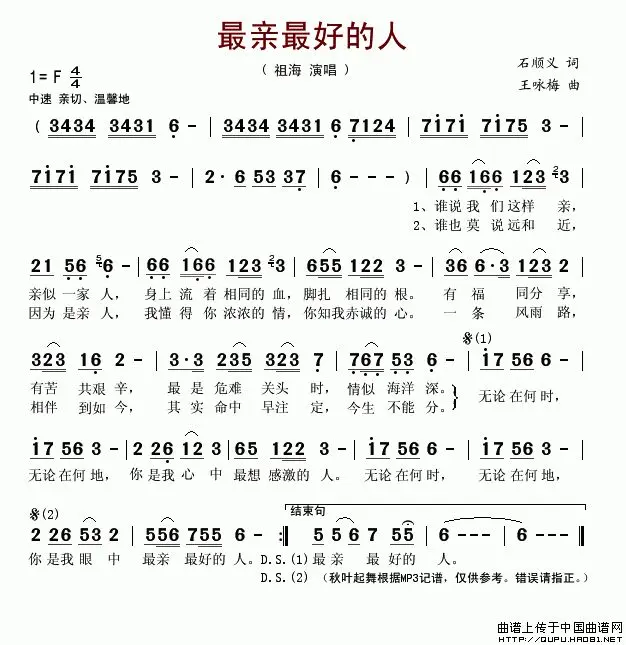 最亲最好的人
( 祖海 演唱 )
石顺义 词
王咏梅 曲
1= F 4/4
中速 亲切、温馨地
( 3434 3431 6 - | 3434 3431 6 7124 | 7171 7175 3 - |
7171 7175 3 - | 2· 6 53 37 | 6 - - ) | 66 166 123 23 |
1、谁说我 们这样 亲,
2、谁也莫 说远和 近,
21 56 56 - | 66 166 123 23 | 655 122 3 - | 36 6·3 123 2 |
亲似一家 人, 身上 流 着 相同的 血, 脚扎 相同的 根。 有 福 同分 享,
因为是亲 人, 我懂 得 你 浓浓的 情, 你知我赤诚的 心。 一 条 风雨 路,
323 16 2 - | 3·3 235 323 7 | 767 53 6 - | 17 56 6 - |
𝄋(1)
有苦 共艰 辛, 最 是 危难 关头 时, 情似 海洋 深。
无论在何 时,
相伴 到如 今, 其 实 命中 早注 定, 今生 不能 分。
17 56 3 - | 2 26 12 3 | 65 122 3 - | 17 56 6 - | 17 56 3 - |
无论在何 地, 你 是我 心中 最想 感激的 人。 无论在何 时, 无论在何 地,
𝄋(2)
结束句
2 26 53 2 | 556 755 6 - :‖ 5 56 7 55 | 6 - - - | 6 - - - ‖
你 是我 眼 中 最亲 最好的 人。 D.S.(1) 最 亲 最 好的 人。
D.S.(2) (秋叶起舞根据MP3记谱,仅供参考。错误请指正。)
曲谱上传于中国曲谱网
http://QUPU.HAO81.NET